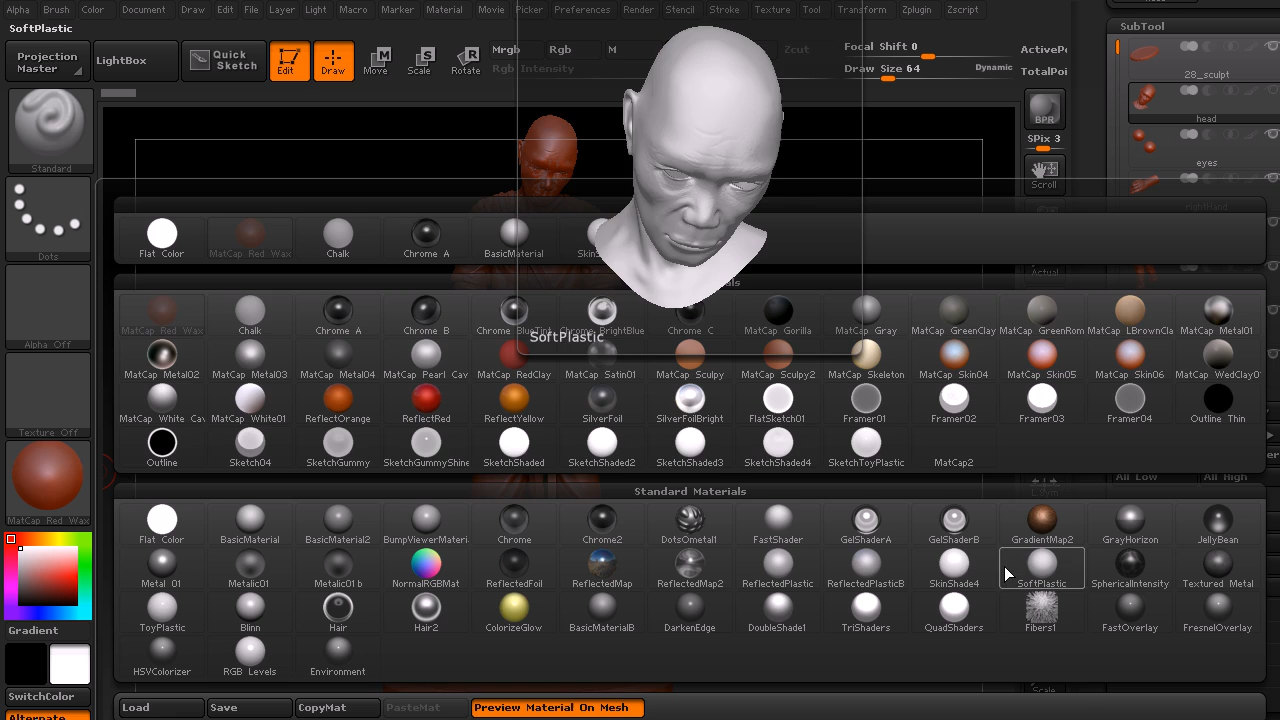 Alpha Brush Color Document Draw Edit File Layer Light Macro Marker Material Movie Picker Preferences Render Stencil Stroke Texture Tool Transform Zplugin Zscript
SoftPlastic
Projection Master
LightBox
Quick Sketch
Edit
Draw
Move
Scale
Rotate
Mrgb Rgb M Zcut
Rgb Intensity
Focal Shift 0
Draw Size 64 Dynamic
ActivePo
TotalPoi
SubTool
28_sculpt
head
eyes
rightHand
BPR
SPix 3
Scroll
Actual
Standard
Dots
Alpha Off
Texture Off
MatCap Red Wax
Gradient
SwitchColor
Alternate
Flat Color MatCap Red Wax Chalk Chrome A BasicMaterial
MatCap Red Wax Chalk Chrome A Chrome B Chrome BlueTint Chrome BrightBlue Chrome C MatCap Gorilla MatCap Gray MatCap GreenClay MatCap GreenRom MatCap LBrownCla MatCap Metal01
SoftPlastic
MatCap Metal02 MatCap Metal03 MatCap Metal04 MatCap Pearl Cav MatCap RedClay MatCap Satin01 MatCap Sculpy MatCap Sculpy2 MatCap Skeleton MatCap Skin04 MatCap Skin05 MatCap Skin06 MatCap WedClay01
MatCap White Cav MatCap White01 ReflectOrange ReflectRed ReflectYellow SilverFoil SilverFoilBright FlatSketch01 Framer01 Framer02 Framer03 Framer04 Outline Thin
Outline Sketch04 SketchGummy SketchGummyShine SketchShaded SketchShaded2 SketchShaded3 SketchShaded4 SketchToyPlastic MatCap2
All Low All High
Standard Materials
Flat Color BasicMaterial BasicMaterial2 BumpViewerMateri. Chrome Chrome2 DotsOmetal1 FastShader GelShaderA GelShaderB GradientMap2 GrayHorizon JellyBean
Metal 01 Metalic01 Metalic01 b NormalRGBMat ReflectedFoil ReflectedMap ReflectedMap2 ReflectedPlastic ReflectedPlasticB SkinShade4 SoftPlastic SphericalIntensity Textured Metal
ToyPlastic Blinn Hair Hair2 ColorizeGlow BasicMaterialB DarkenEdge DoubleShade1 TriShaders QuadShaders Fibers1 FastOverlay FresnelOverlay
HSVColorizer RGB Levels Environment
Load Save CopyMat PasteMat Preview Material On Mesh
Scale